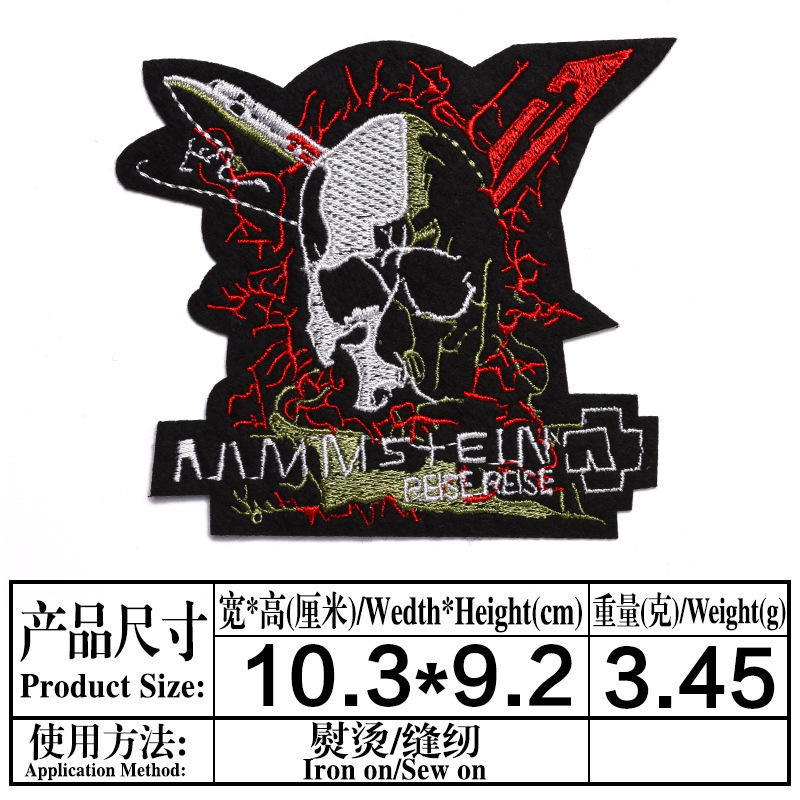 RAMMSTEIN
REISE REISE
产品尺寸
Product Size:
宽*高(厘米)/Wedth*Height(cm)
10.3*9.2
重量(克)/Weight(g)
3.45
使用方法:
Application Method:
熨烫/缝纫
Iron on/Sew on